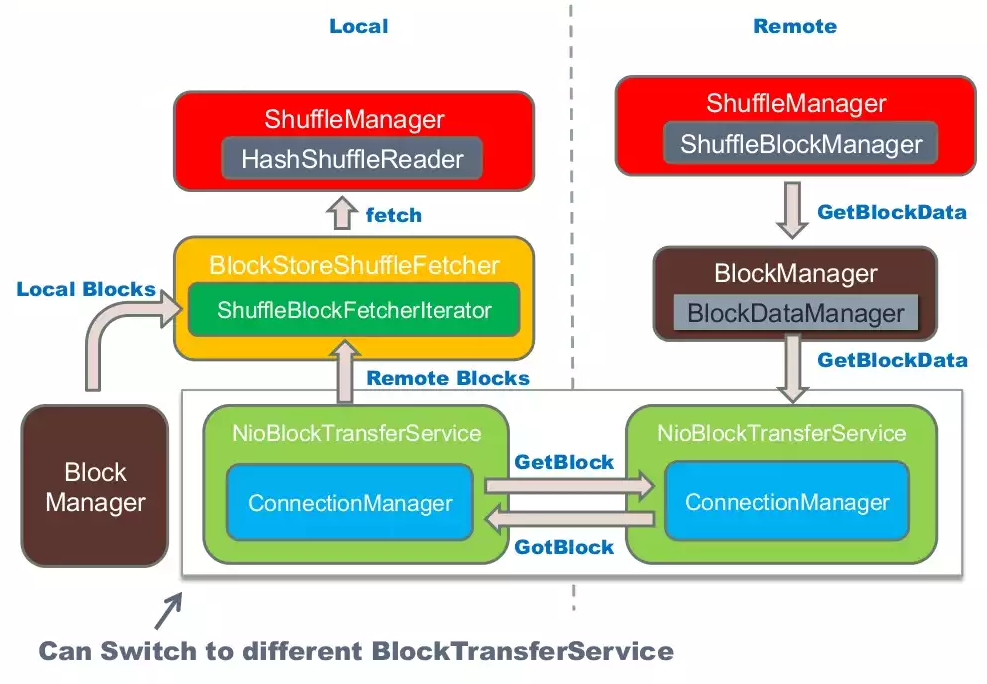 Local
Remote
ShuffleManager
HashShuffleReader
ShuffleManager
ShuffleBlockManager
fetch
GetBlockData
BlockStoreShuffleFetcher
ShuffleBlockFetcherIterator
Local Blocks
BlockManager
BlockDataManager
Remote Blocks
GetBlockData
Block
Manager
NioBlockTransferService
ConnectionManager
GetBlock
GotBlock
NioBlockTransferService
ConnectionManager
Can Switch to different BlockTransferService